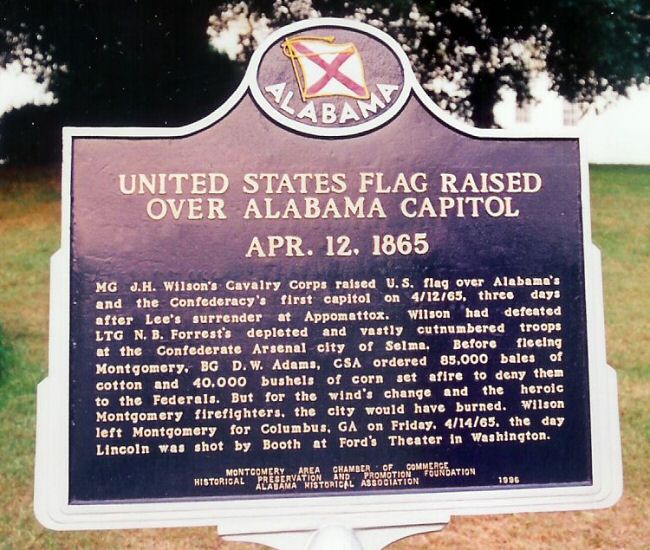 ALABAMA
UNITED STATES FLAG RAISED
OVER ALABAMA CAPITOL
APR. 12, 1865
MG J.H. Wilson's Cavalry Corps raised U.S. flag over Alabama's
and the Confederacy's first capitol on 4/12/65, three days
after Lee's surrender at Appomattox. Wilson had defeated
LTG N.B. Forrest's depleted and vastly cutnumbered troops
at the Confederate Arsenal city of Selma. Before fleeing
Montgomery, BG D.W. Adams, CSA ordered 85,000 bales of
cotton and 40,000 bushels of corn set afire to deny them
to the Federals. But for the wind's change and the heroic
Montgomery firefighters, the city would have burned. Wilson
left Montgomery for Columbus, GA on Friday, 4/14/65, the day
Lincoln was shot by Booth at Ford's Theater in Washington.
MONTGOMERY AREA CHAMBER OF COMMERCE
HISTORICAL PRESERVATION AND PROMOTION FOUNDATION
ALABAMA HISTORICAL ASSOCIATION 1996